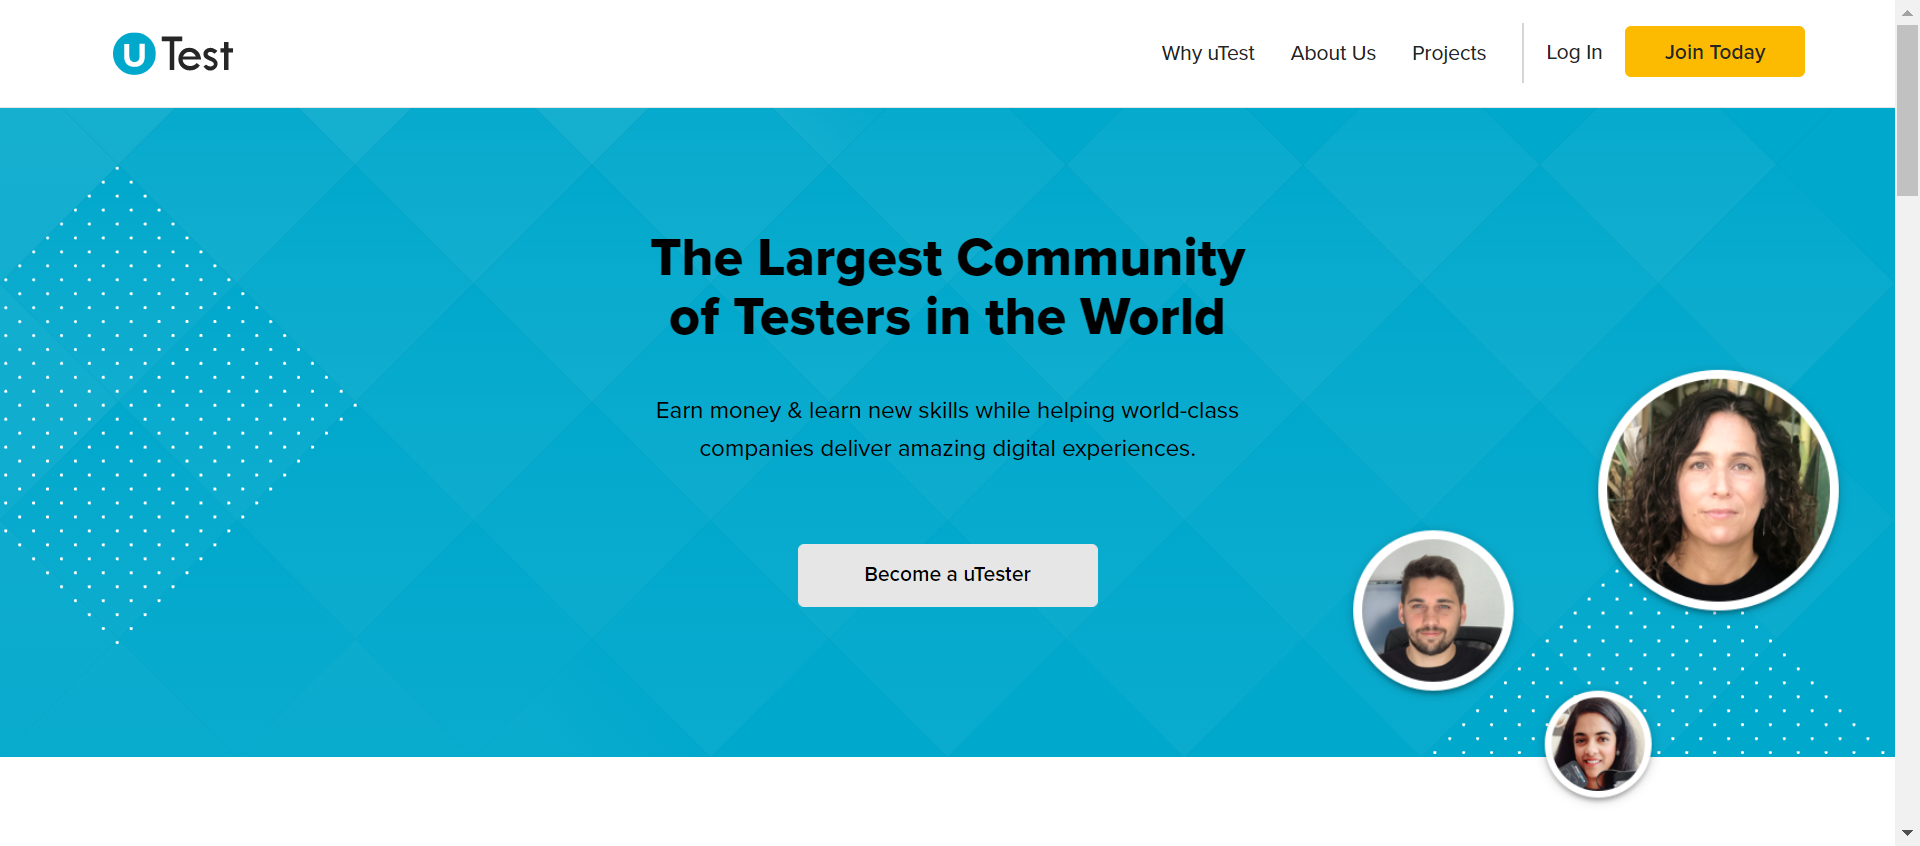 uTest
Why uTest
About Us
Projects
Log In
Join Today
The Largest Community
of Testers in the World
Earn money & learn new skills while helping world-class
companies deliver amazing digital experiences.
Become a uTester